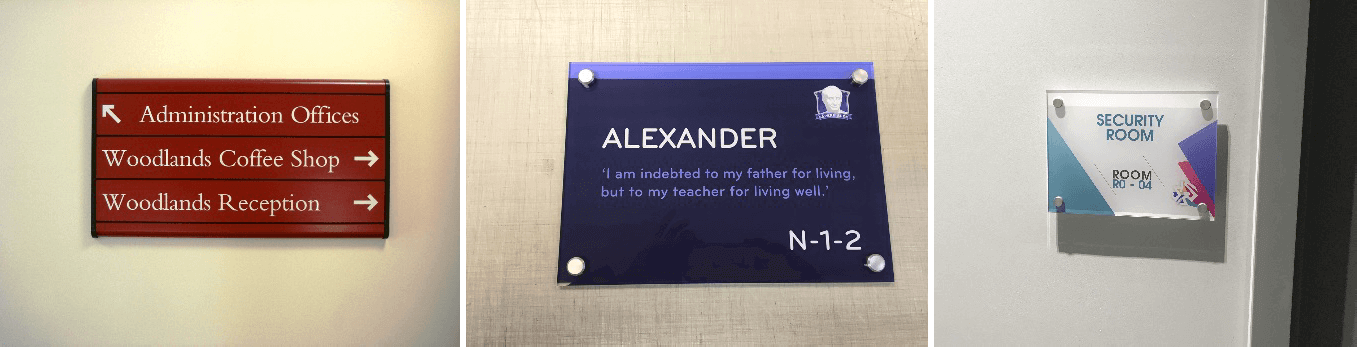 Administration Offices
Woodlands Coffee Shop
Woodlands Reception
ALEXANDER
‘I am indebted to my father for living,
but to my teacher for living well.’
N-1-2
SECURITY
ROOM
ROOM
R0 - 04